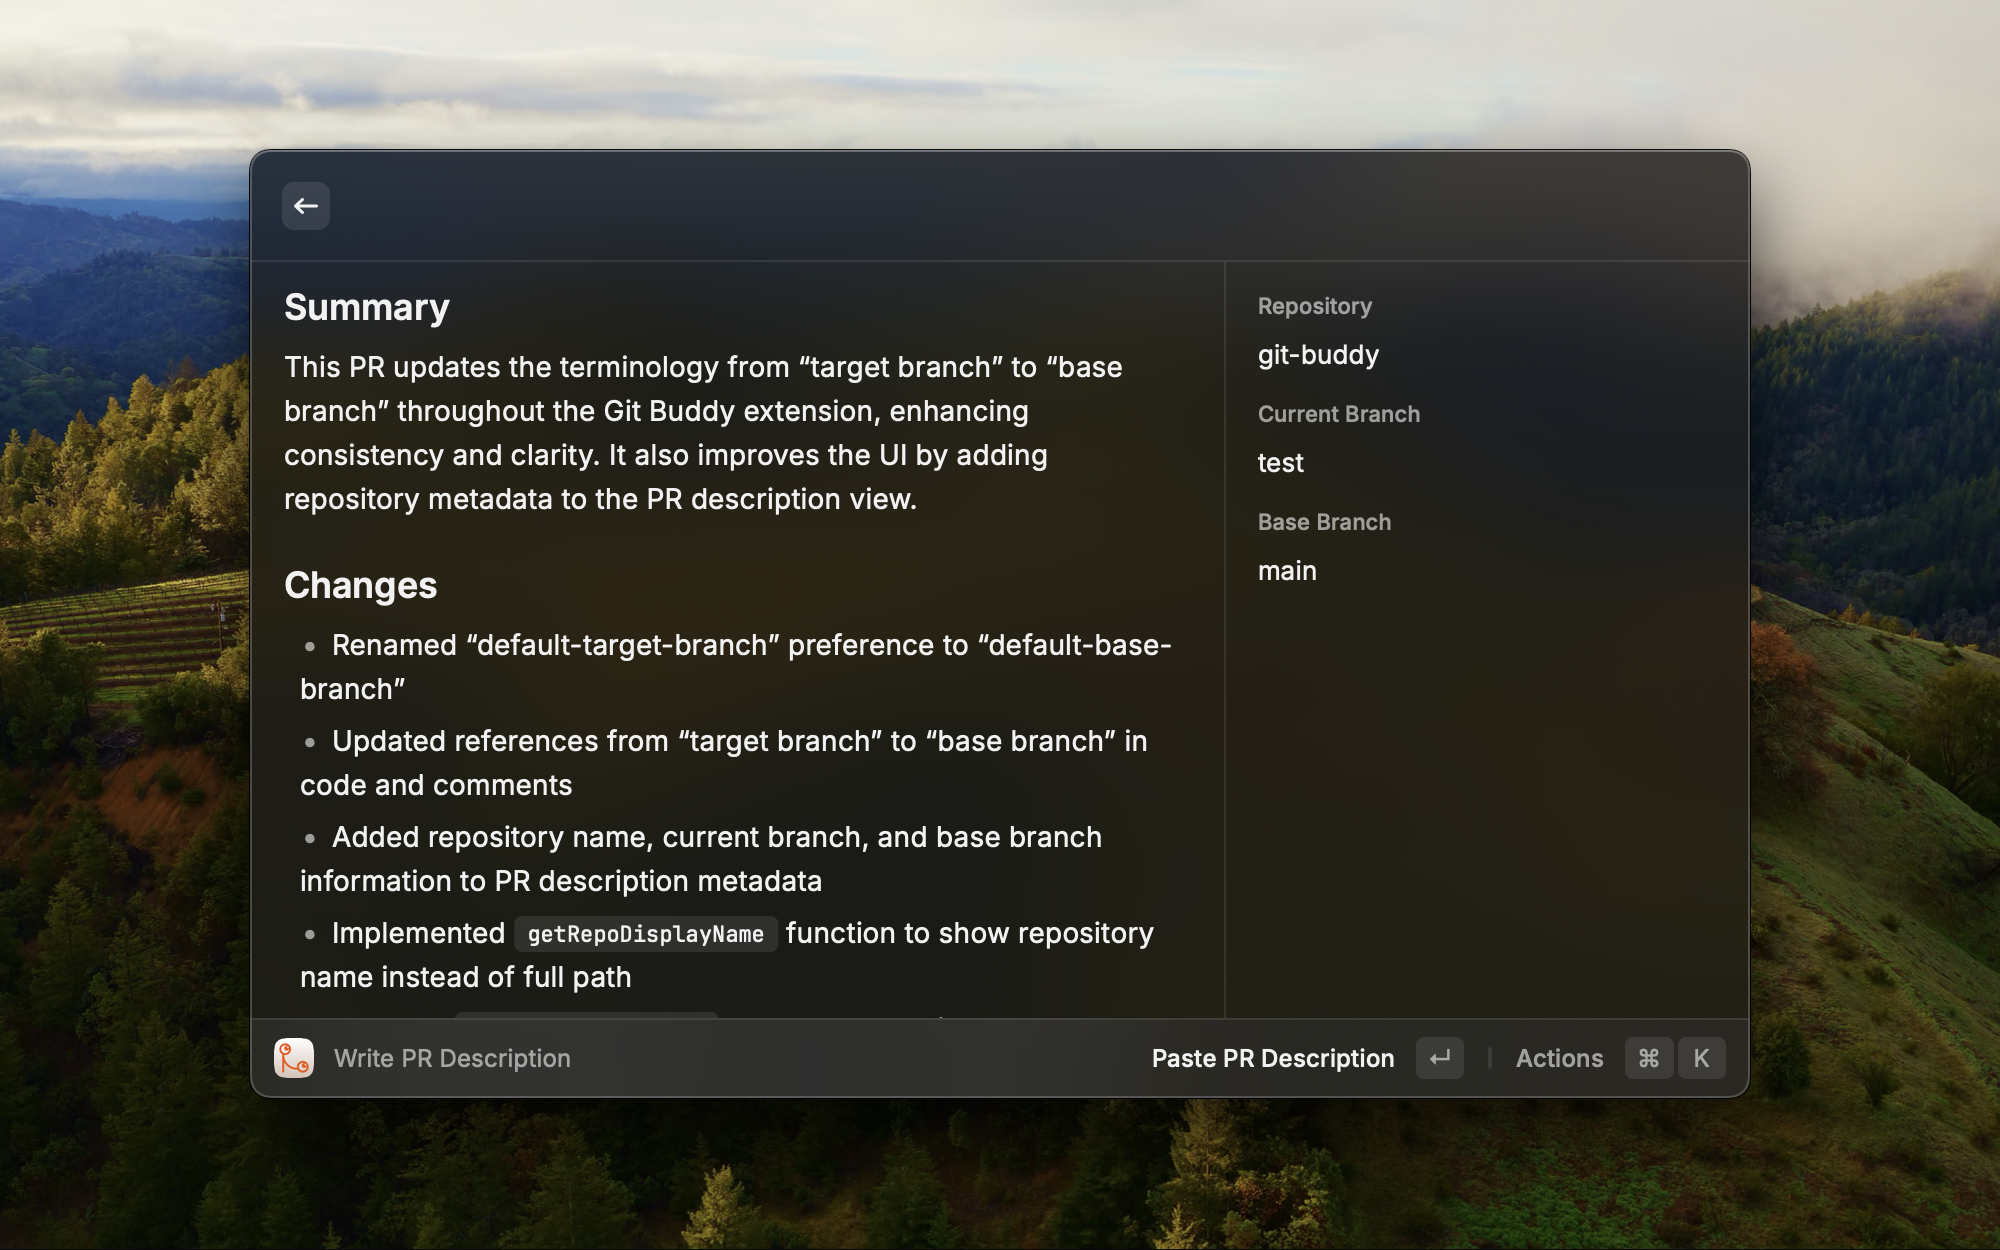 Summary
This PR updates the terminology from “target branch” to “base
branch” throughout the Git Buddy extension, enhancing
consistency and clarity. It also improves the UI by adding
repository metadata to the PR description view.
Changes
• Renamed “default-target-branch” preference to “default-base-
branch”
• Updated references from “target branch” to “base branch” in
code and comments
• Added repository name, current branch, and base branch
information to PR description metadata
• Implemented getRepoDisplayName function to show repository
name instead of full path
Repository
git-buddy
Current Branch
test
Base Branch
main
Write PR Description
Paste PR Description ↵ Actions ⌘ K